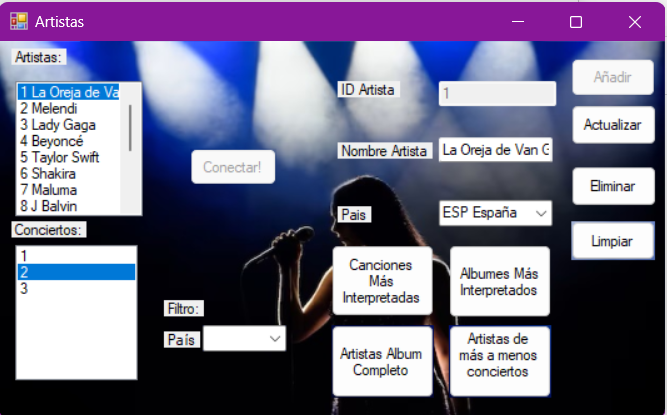 Artistas
Artistas:
1 La Oreja de Va
2 Melendi
3 Lady Gaga
4 Beyoncé
5 Taylor Swift
6 Shakira
7 Maluma
8 J Balvin
Conectar!
ID Artista
1
Nombre Artista
La Oreja de Van G
Pais
ESP España
Añadir
Actualizar
Eliminar
Limpiar
Conciertos:
1
2
3
Filtro:
País
Canciones
Más
Interpretadas
Albumes Más
Interpretados
Artistas Album
Completo
Artistas de
más a menos
conciertos